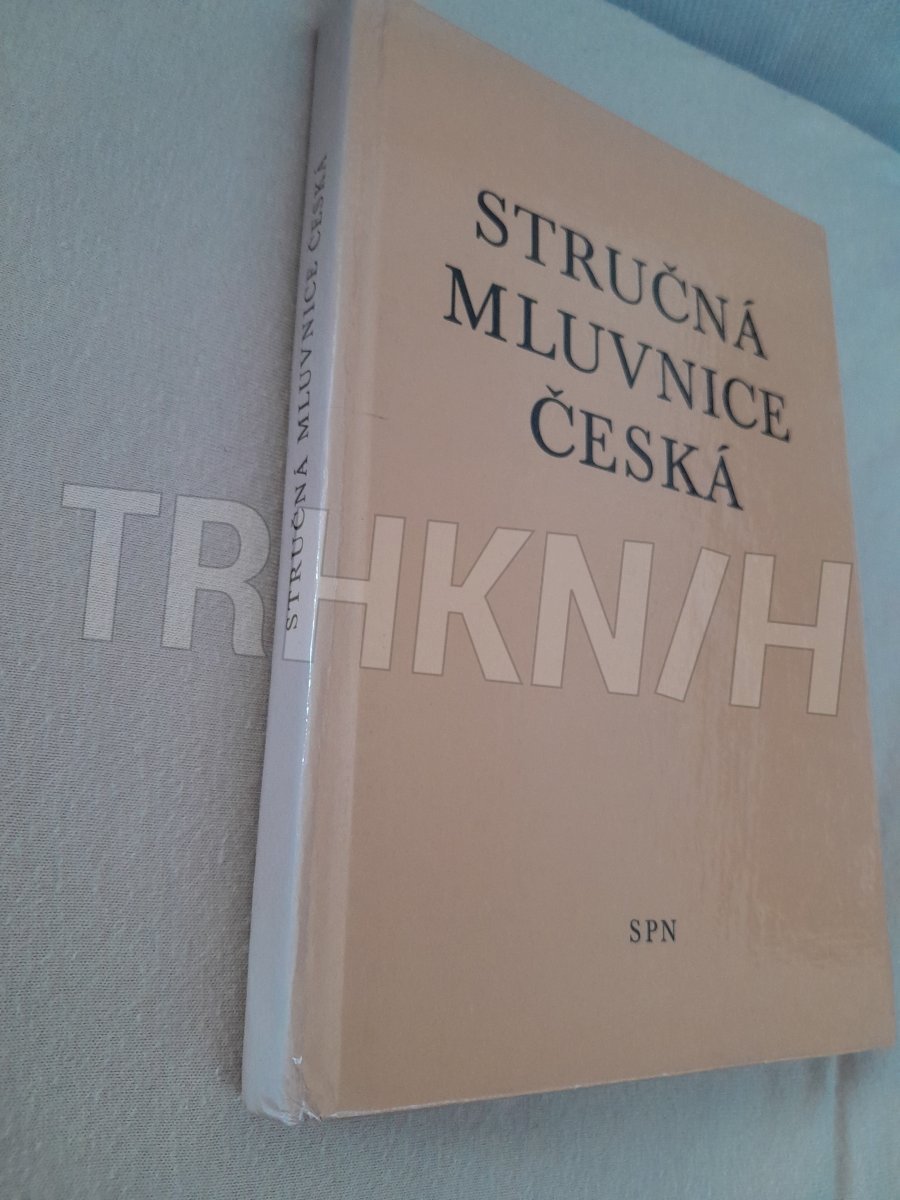 STRUČNÁ
MLUVNICE
ČESKÁ
SPN
STRUČNÁ MLUVNICE ČESKÁ
TRHKNIH